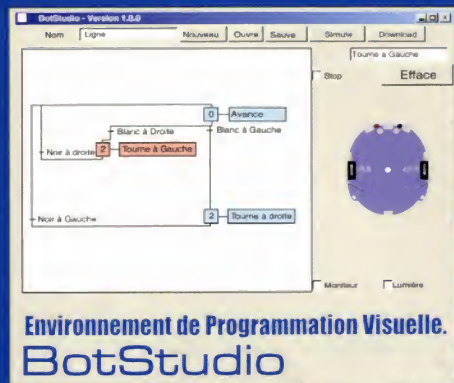 BotStudio - Version 1.0.0
Nom Ligne Nouveau Ouvre Sauve Simule Download
Tourne à Gauche
Stop Efface
0 Avance
Blanc à Droite Blanc à Gauche
Noir à droite 2 Tourne à Gauche
Noir à Gauche 2 Tourne à droite
Moniteur Lumière
Environnement de Programmation Visuelle.
BotStudio